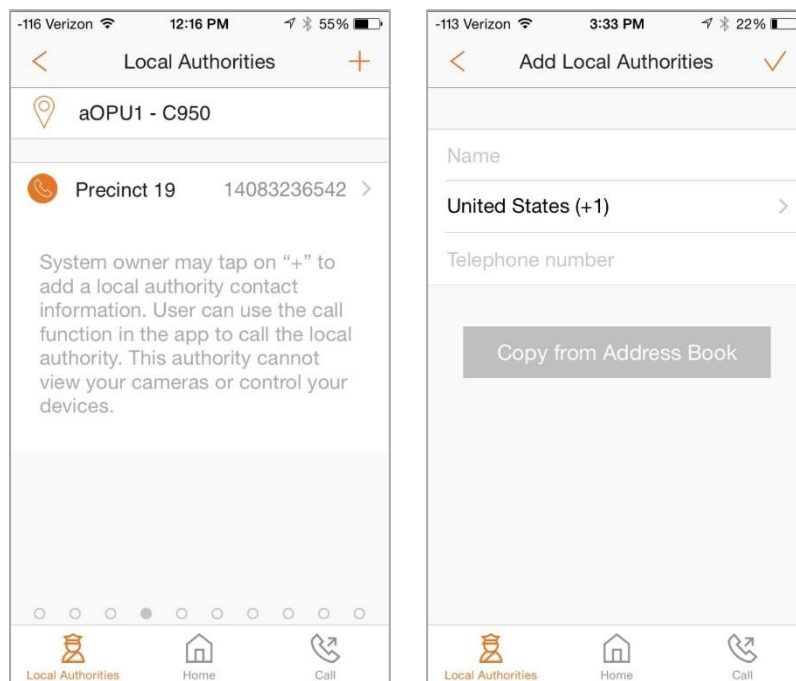 -116 Verizon 12:16 PM 55%
Local Authorities +
aOPU1 - C950
Precinct 19 14083236542
System owner may tap on “+” to
add a local authority contact
information. User can use the call
function in the app to call the local
authority. This authority cannot
view your cameras or control your
devices.
Local Authorities Home Call
-113 Verizon 3:33 PM 22%
Add Local Authorities
Name
United States (+1)
Telephone number
Copy from Address Book
Local Authorities Home Call